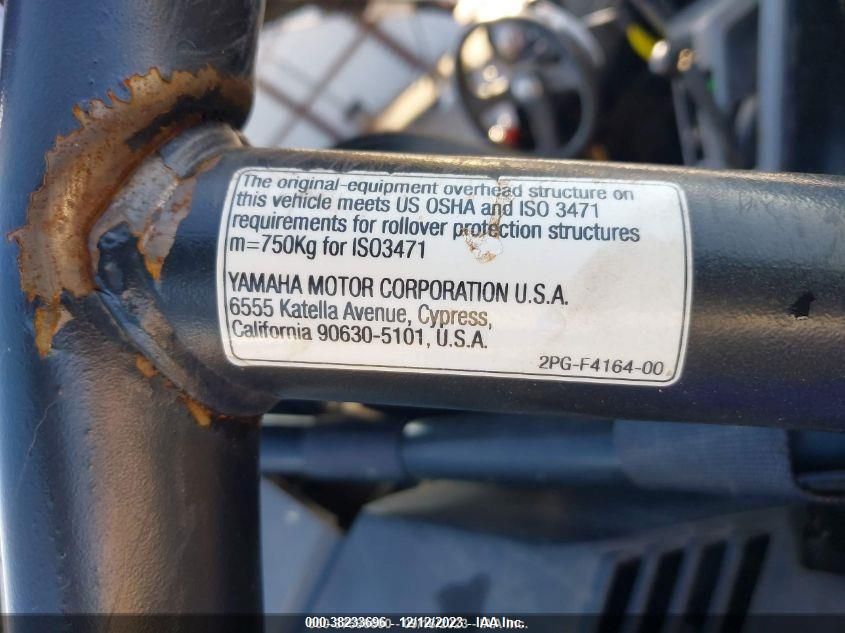 The original-equipment overhead structure on
this vehicle meets US OSHA and ISO 3471
requirements for rollover protection structures
m=750Kg for ISO3471
YAMAHA MOTOR CORPORATION U.S.A.
6555 Katella Avenue, Cypress,
California 90630-5101, U.S.A.
2PG-F4164-00
000-38233696 - 12/12/2023 - IAA Inc.